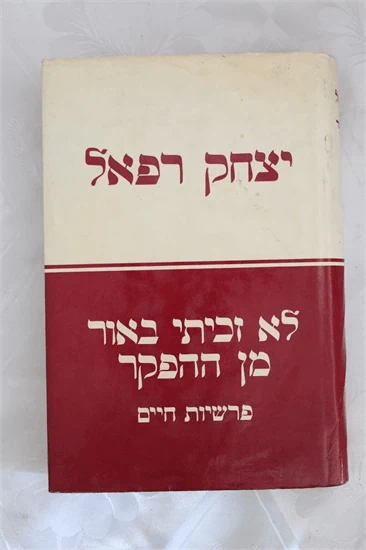 יצחק רפאל
לא זכיתי באור
מן ההפקר
פרשיות חיים